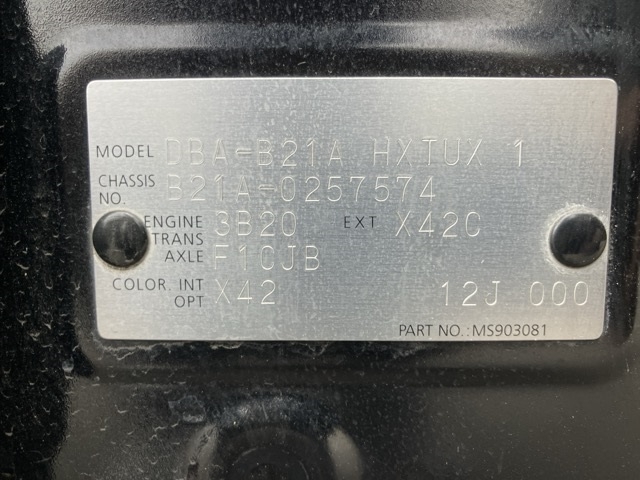 MODEL DBA-B21A HXTUX 1
CHASSIS NO. B21A-0257574
ENGINE 3B20 EXT X42C
TRANS AXLE F1CJB
COLOR. INT OPT X42 12J 000
PART NO.:MS903081